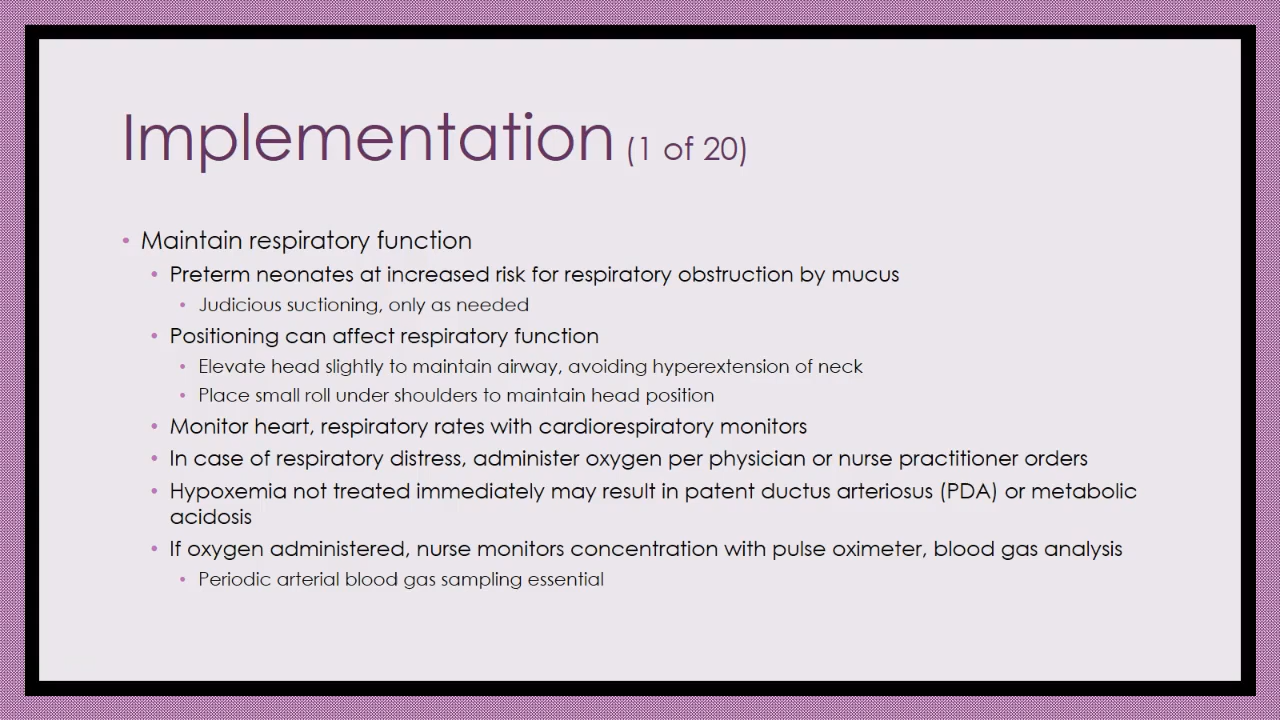 Implementation (1 of 20)
• Maintain respiratory function
• Preterm neonates at increased risk for respiratory obstruction by mucus
• Judicious suctioning, only as needed
• Positioning can affect respiratory function
• Elevate head slightly to maintain airway, avoiding hyperextension of neck
• Place small roll under shoulders to maintain head position
• Monitor heart, respiratory rates with cardiorespiratory monitors
• In case of respiratory distress, administer oxygen per physician or nurse practitioner orders
• Hypoxemia not treated immediately may result in patent ductus arteriosus (PDA) or metabolic
acidosis
• If oxygen administered, nurse monitors concentration with pulse oximeter, blood gas analysis
• Periodic arterial blood gas sampling essential